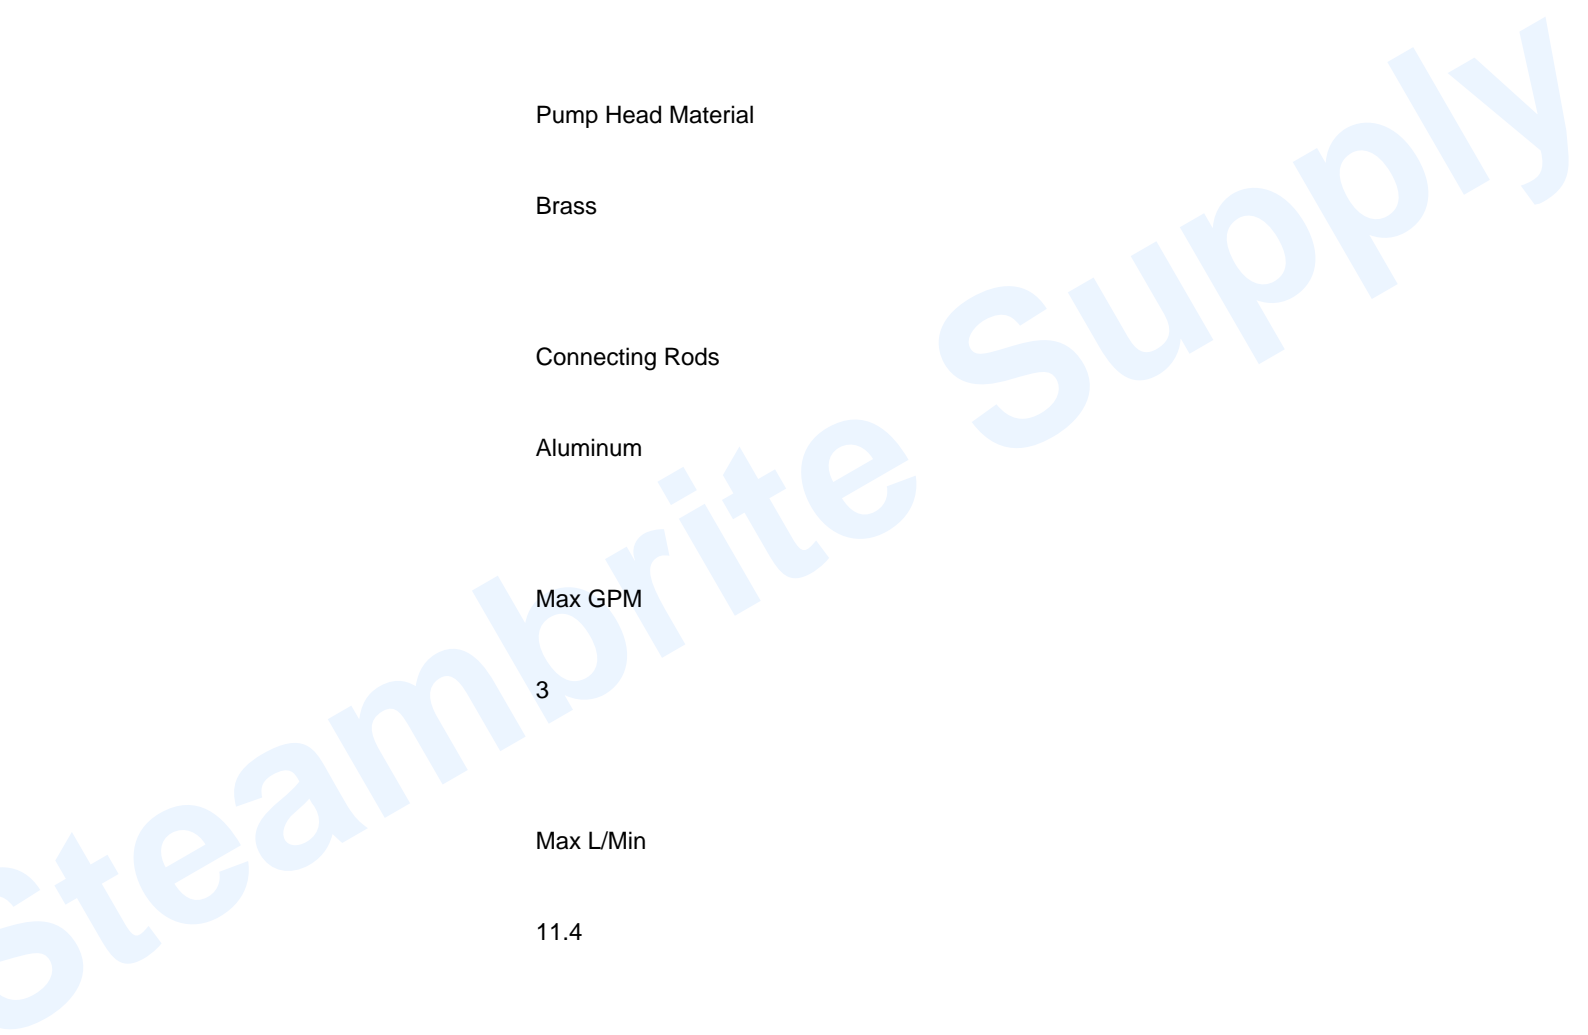 Pump Head Material
Brass
Connecting Rods
Aluminum
Max GPM
3
Max L/Min
11.4
Steambrite Supply